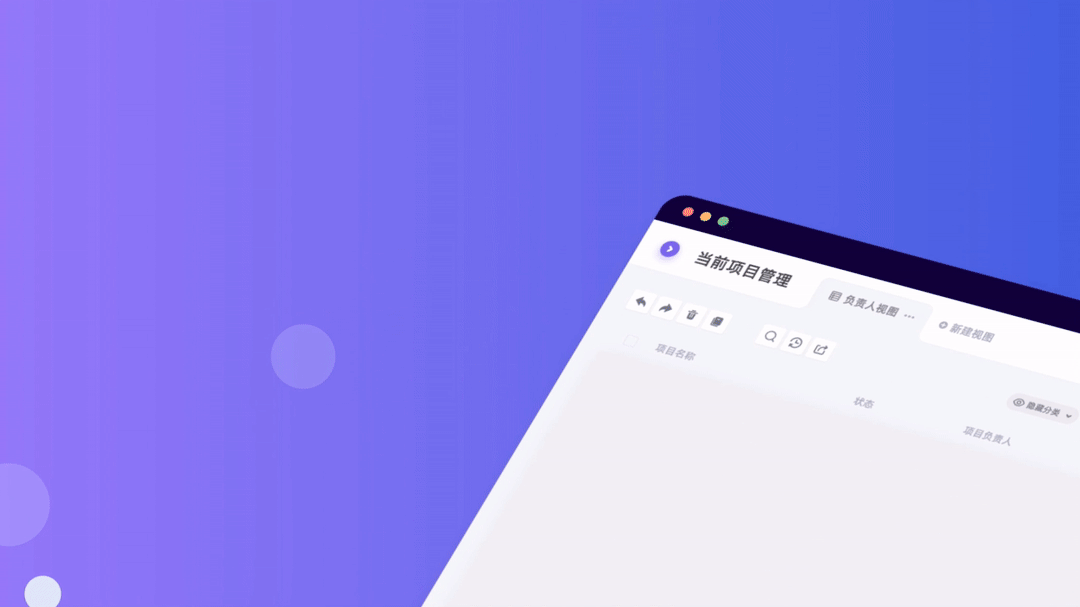 当前项目管理
负责人视图
新建视图
项目名称
状态
隐藏分类
项目负责人